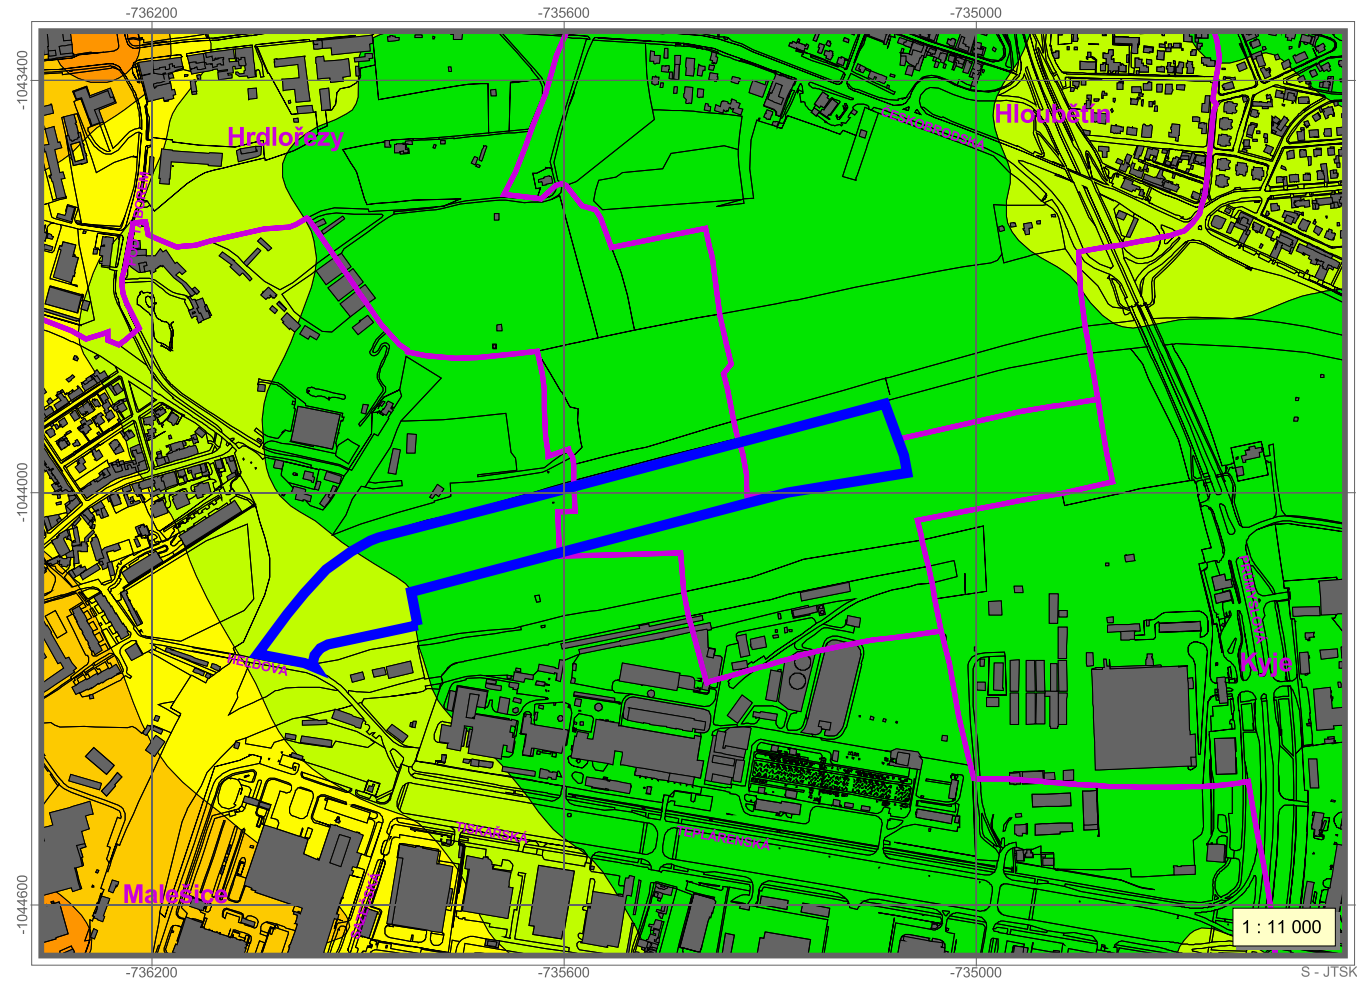 -736200 -735600 -735000
-1043400
Hrdlořezy
Hloubětín
ČESKOBRODSKÁ
-1044000
HELDOVA
Kyje
TISKAŘSKÁ
TEPLÁRENSKÁ
Malešice
-1044600
1 : 11 000
-736200 -735600 -735000
S - JTSK